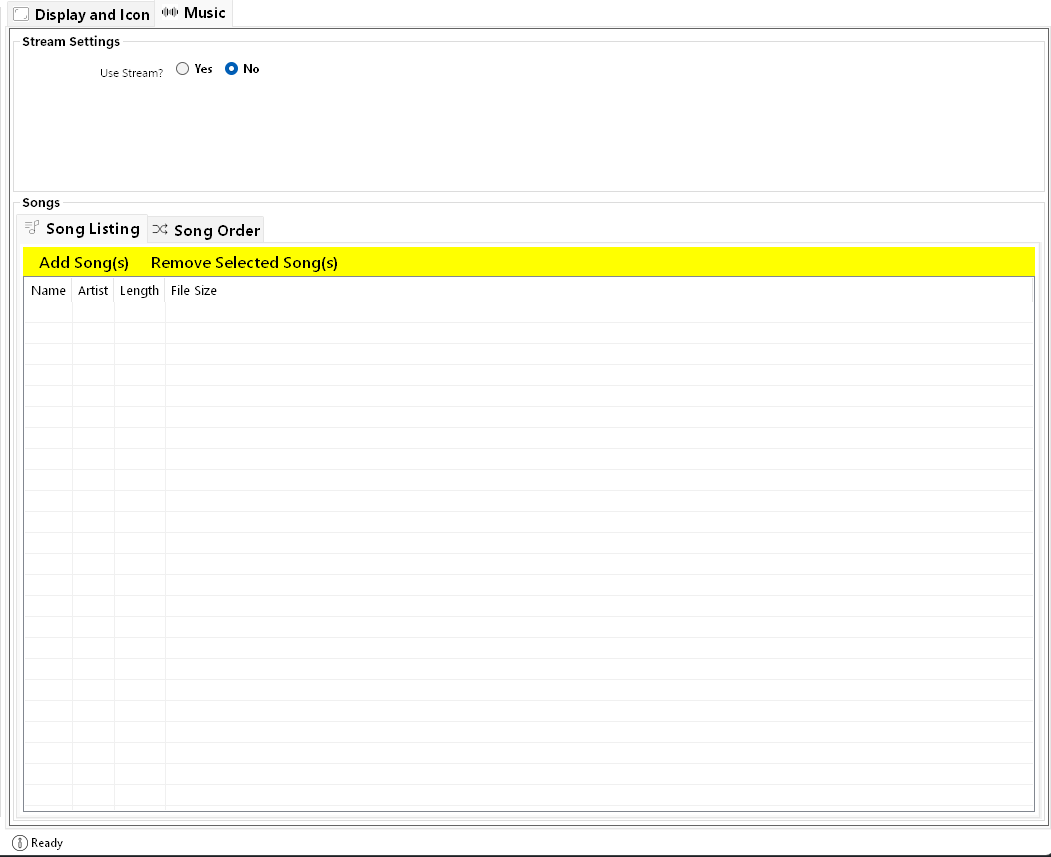 Display and Icon Music
Stream Settings
Use Stream? Yes No
Songs
Song Listing Song Order
Add Song(s) Remove Selected Song(s)
Name Artist Length File Size
Ready